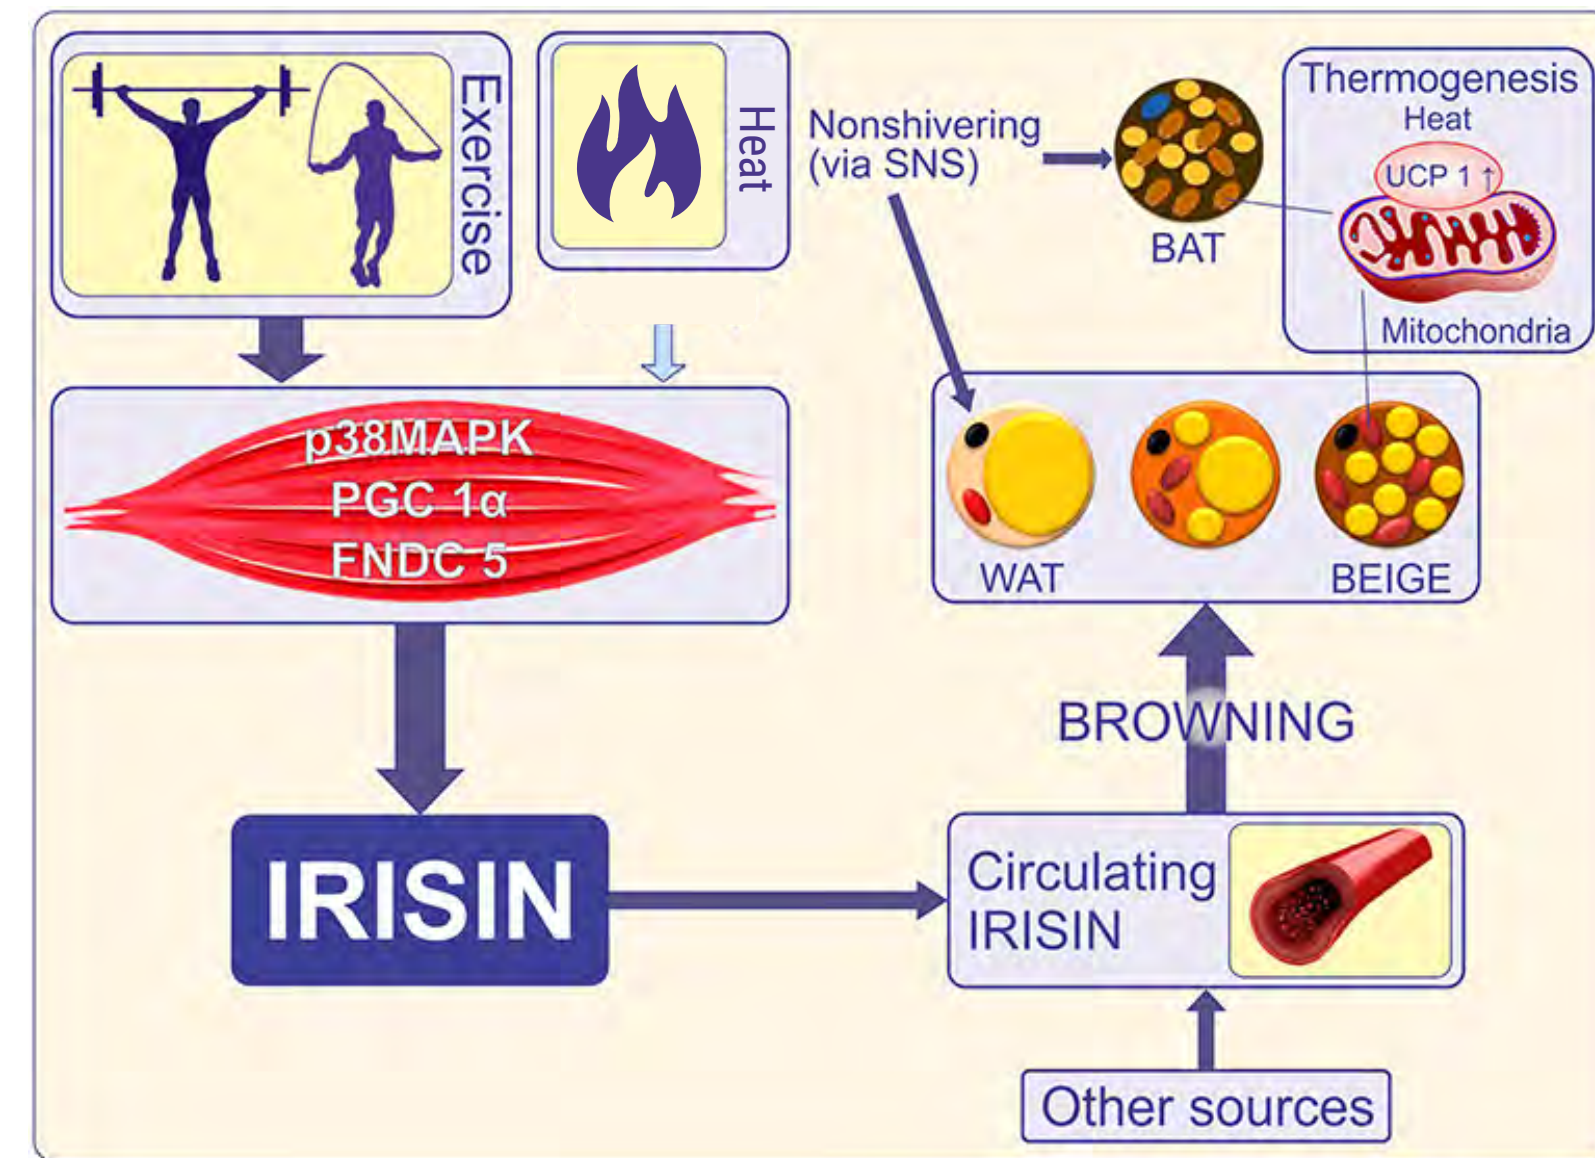 Exercise
Heat
Nonshivering
(via SNS)
BAT
Thermogenesis
Heat
UCP 1 ↑
Mitochondria
p38MAPK
PGC 1α
FNDC 5
WAT
BEIGE
BROWNING
IRISIN
Circulating
IRISIN
Other sources